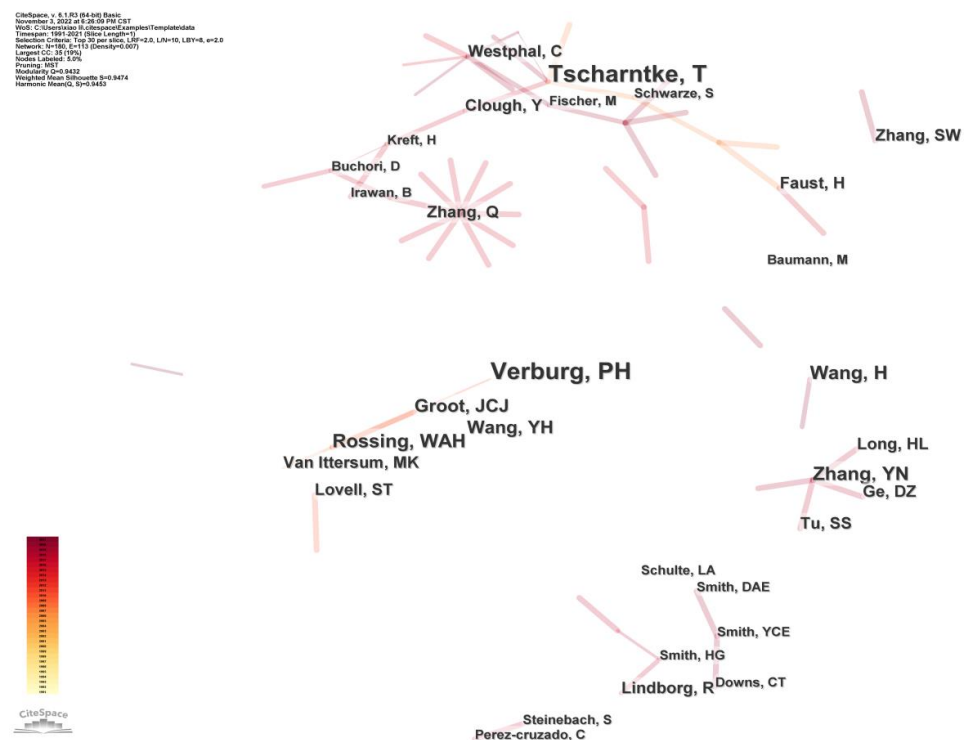 CiteSpace, v. 6.1.R3 (64-bit) Basic
November 3, 2022 at 6:26:09 PM CST
WoS: C:\Users\xiao li\.citespace\Examples\Template\data
Timespan: 1991-2021 (Slice Length=1)
Selection Criteria: Top 30 per slice, LRF=2.0, L/N=10, LBY=8, e=2.0
Network: N=180, E=113 (Density=0.007)
Largest CC: 35 (19%)
Nodes Labeled: 5.0%
Pruning: MST
Modularity Q=0.9432
Weighted Mean Silhouette S=0.9474
Harmonic Mean(Q, S)=0.9453
Westphal, C
Tscharntke, T
Schwarze, S
Fischer, M
Clough, Y
Zhang, SW
Kreft, H
Buchori, D
Faust, H
Irawan, B
Zhang, Q
Baumann, M
Verburg, PH
Wang, H
Groot, JCJ
Wang, YH
Rossing, WAH
Long, HL
Van Ittersum, MK
Zhang, YN
Lovell, ST
Ge, DZ
Tu, SS
Schulte, LA
Smith, DAE
Smith, YCE
Smith, HG
Downs, CT
Lindborg, R
Steinebach, S
Perez-cruzado, C
CiteSpace